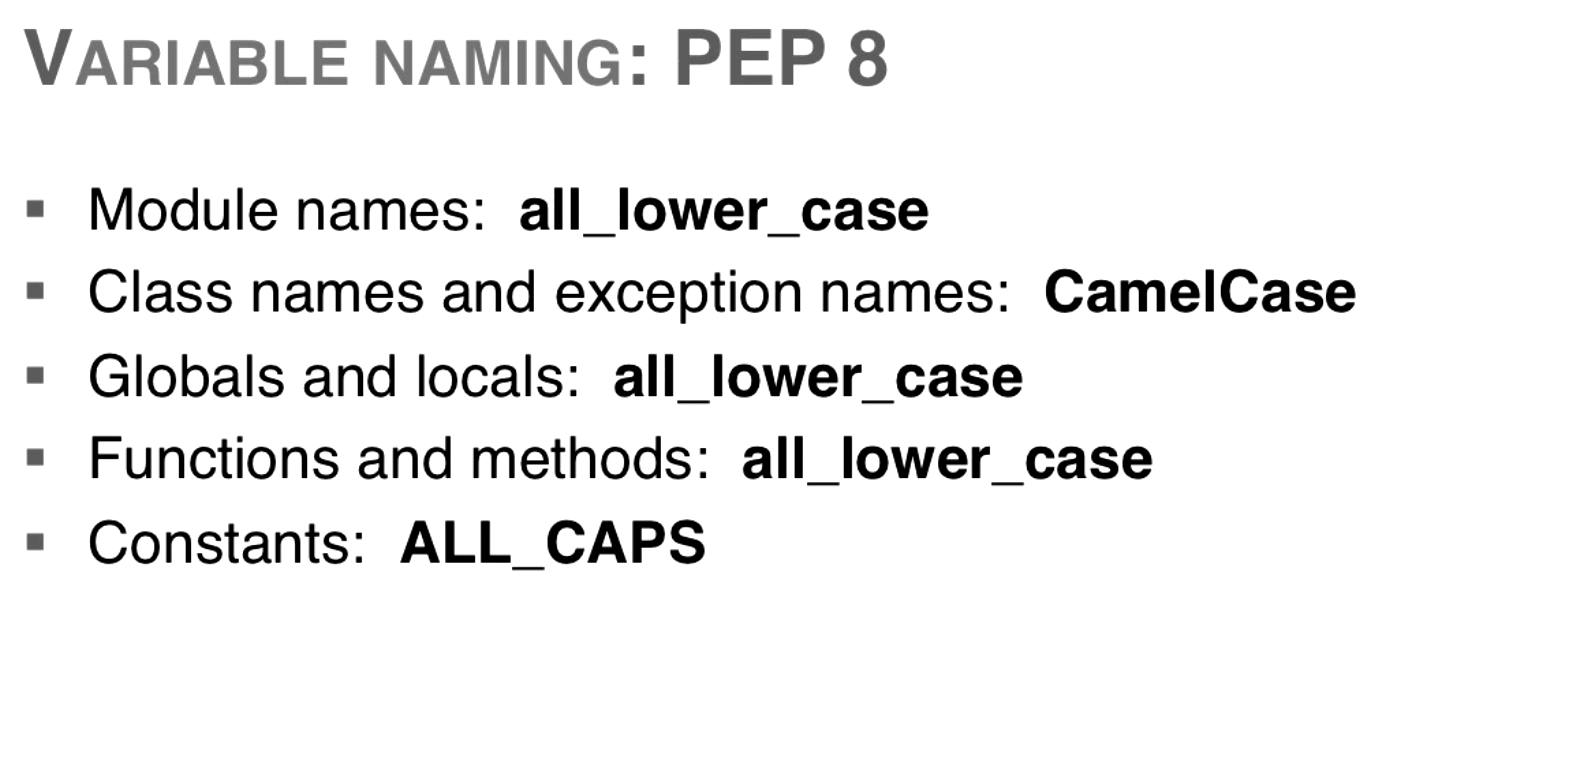 VARIABLE NAMING: PEP 8
▪ Module names: all_lower_case
▪ Class names and exception names: CamelCase
▪ Globals and locals: all_lower_case
▪ Functions and methods: all_lower_case
▪ Constants: ALL_CAPS